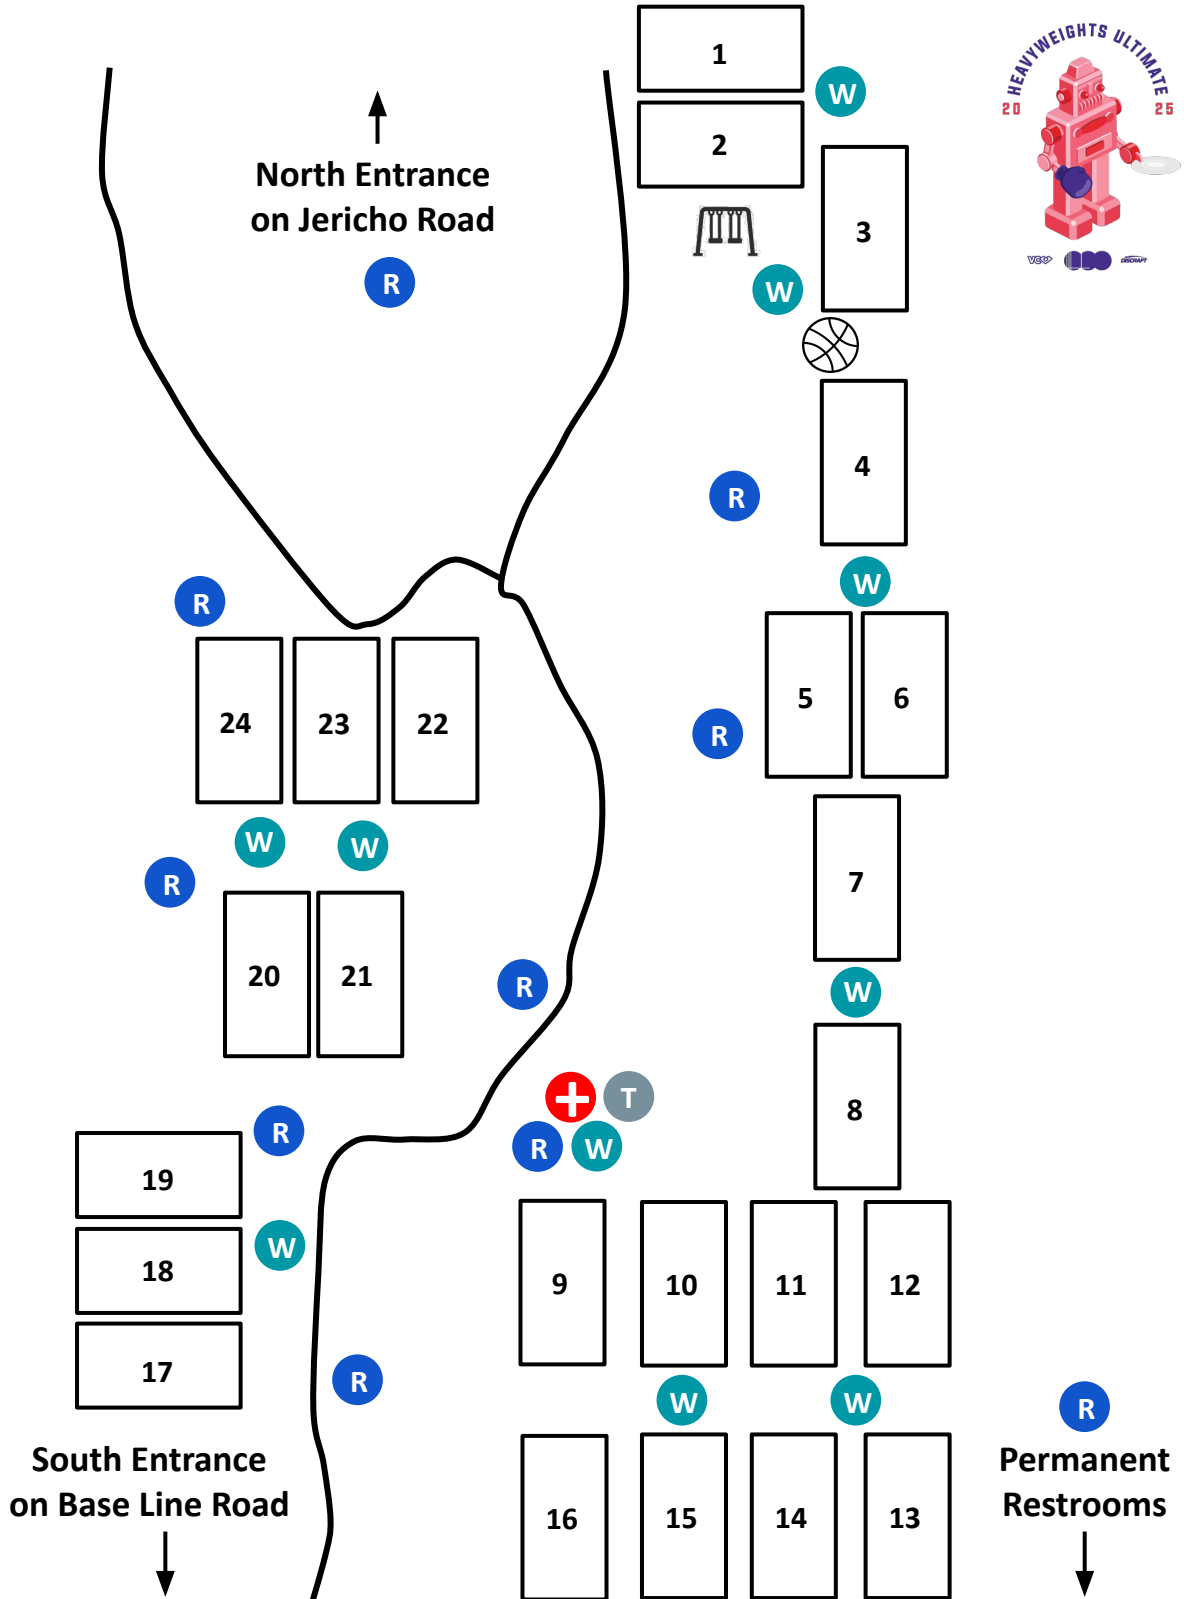 HEAVYWEIGHTS ULTIMATE
20 25
VC
DISCRAFT
1
W
2
North Entrance
on Jericho Road
R
3
W
4
R
W
R
24
23
22
5
6
R
W
W
7
R
20
21
R
W
T
R
W
8
R
19
W
18
17
R
9
10
11
12
W
W
R
South Entrance
on Base Line Road
Permanent
Restrooms
16
15
14
13